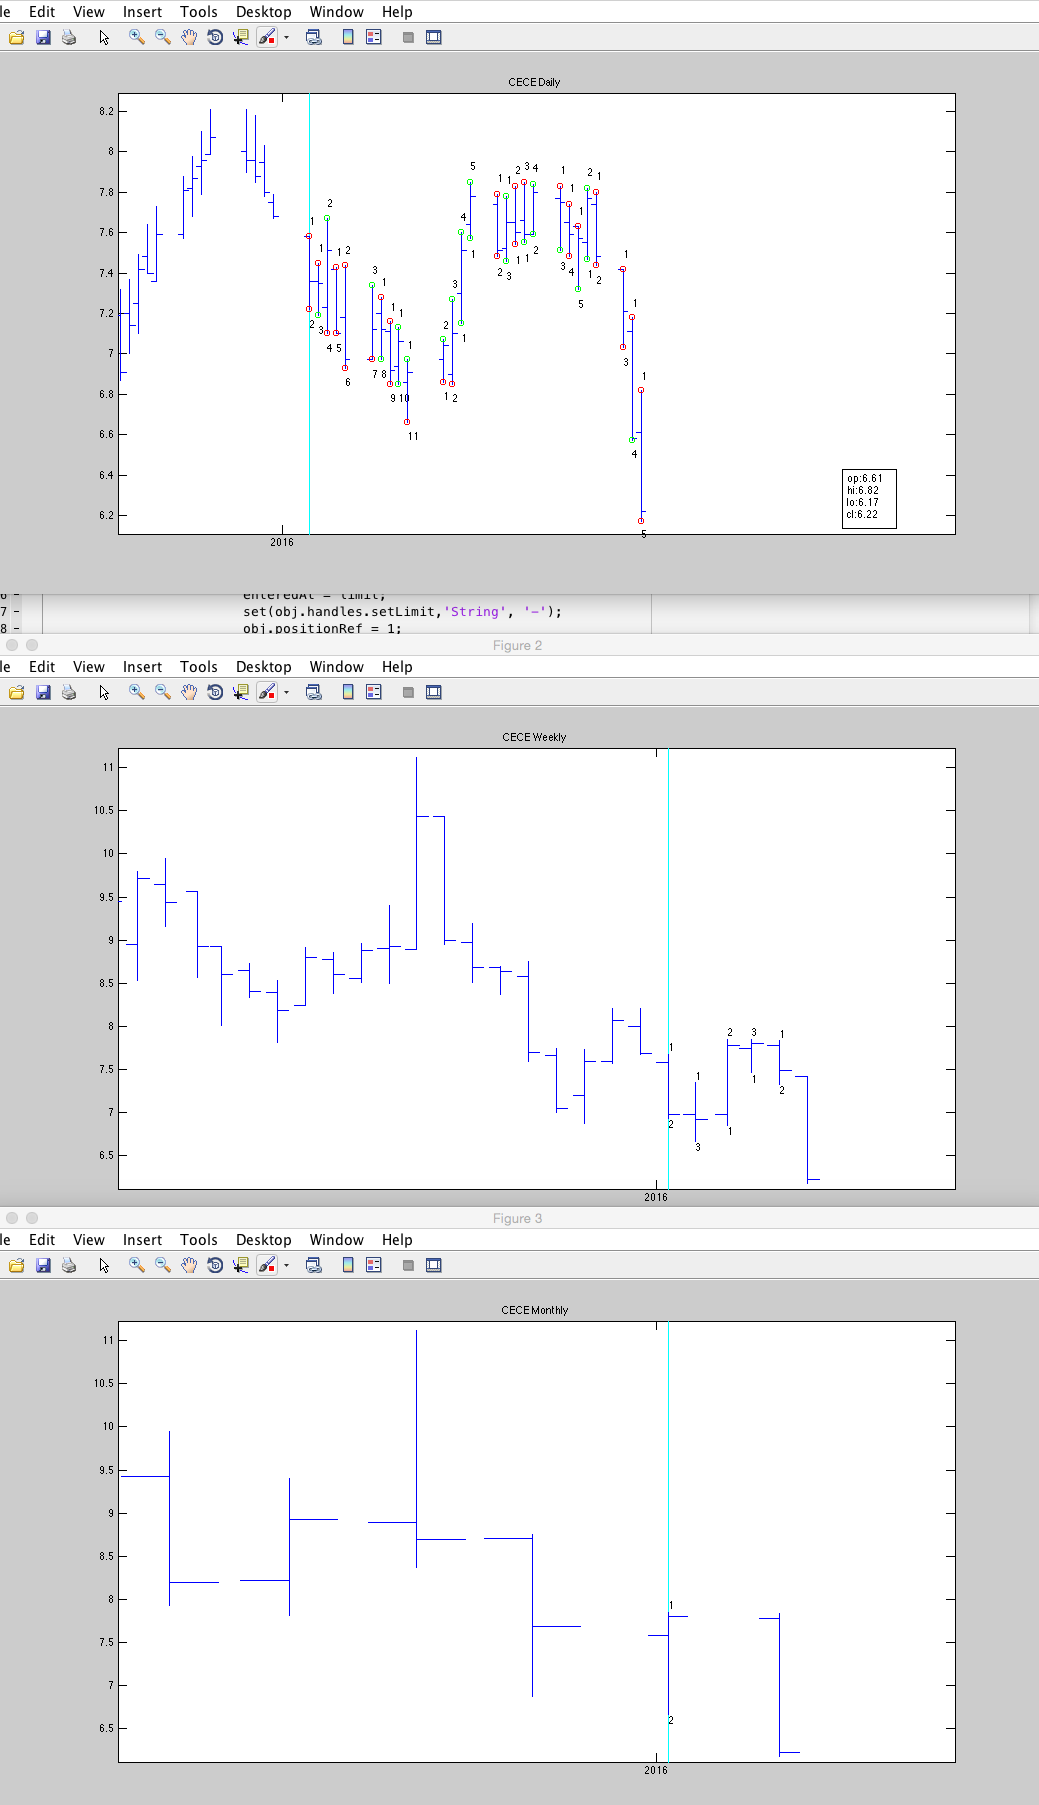 le Edit View Insert Tools Desktop Window Help
CECE Daily
8.2
8
7.8
7.6
7.4
7.2
7
6.8
6.6
6.4
6.2
2016
1 1 2 1 2
2 3 4 5 6
3 1 1 1 1
7 8 9 10 11
2 3 4 5
1 2 1 1
1 1 2 3 4
2 3 1 1 2
1 1 1 2 1
3 4 5 1 2
1 1 1
3 4 5
op:6.61
hi:6.82
lo:6.17
cl:6.22
6 - enteredAt = limit;
7 - set(obj.handles.setLimit,'String', '-');
8 - obj.positionRef = 1;
Figure 2
le Edit View Insert Tools Desktop Window Help
CECE Weekly
11
10.5
10
9.5
9
8.5
8
7.5
7
6.5
2016
1 1 2 3 1
2 3 1 1 2
Figure 3
le Edit View Insert Tools Desktop Window Help
CECE Monthly
11
10.5
10
9.5
9
8.5
8
7.5
7
6.5
2016
1
2